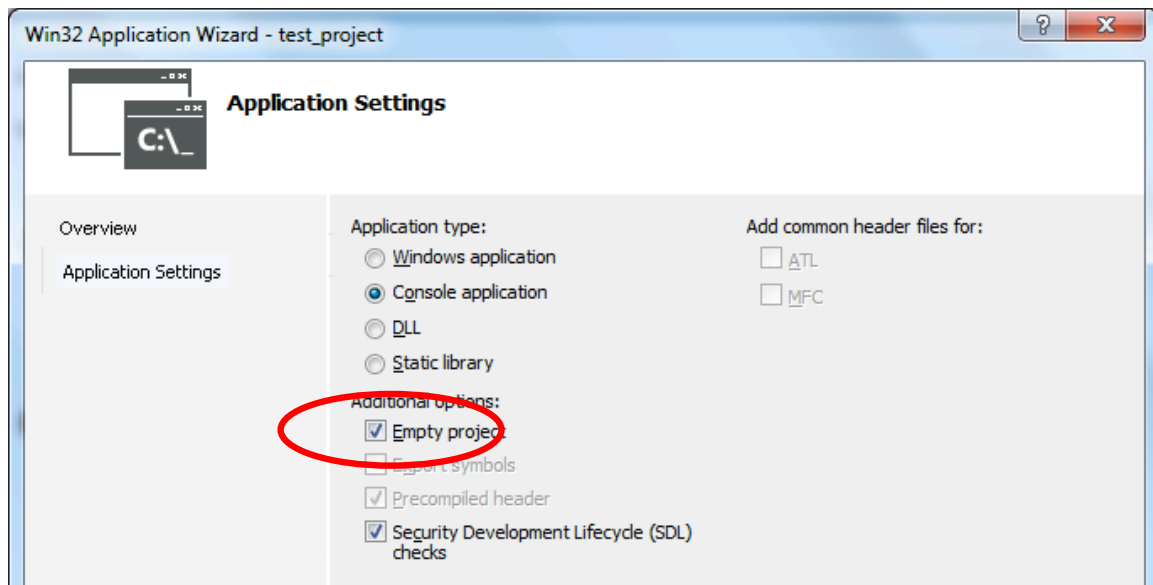 Win32 Application Wizard - test_project
C:\_
Application Settings
Overview
Application Settings
Application type:
Windows application
Console application
DLL
Static library
Additional options:
Empty project
Export symbols
Precompiled header
Security Development Lifecycle (SDL)
checks
Add common header files for:
ATL
MFC